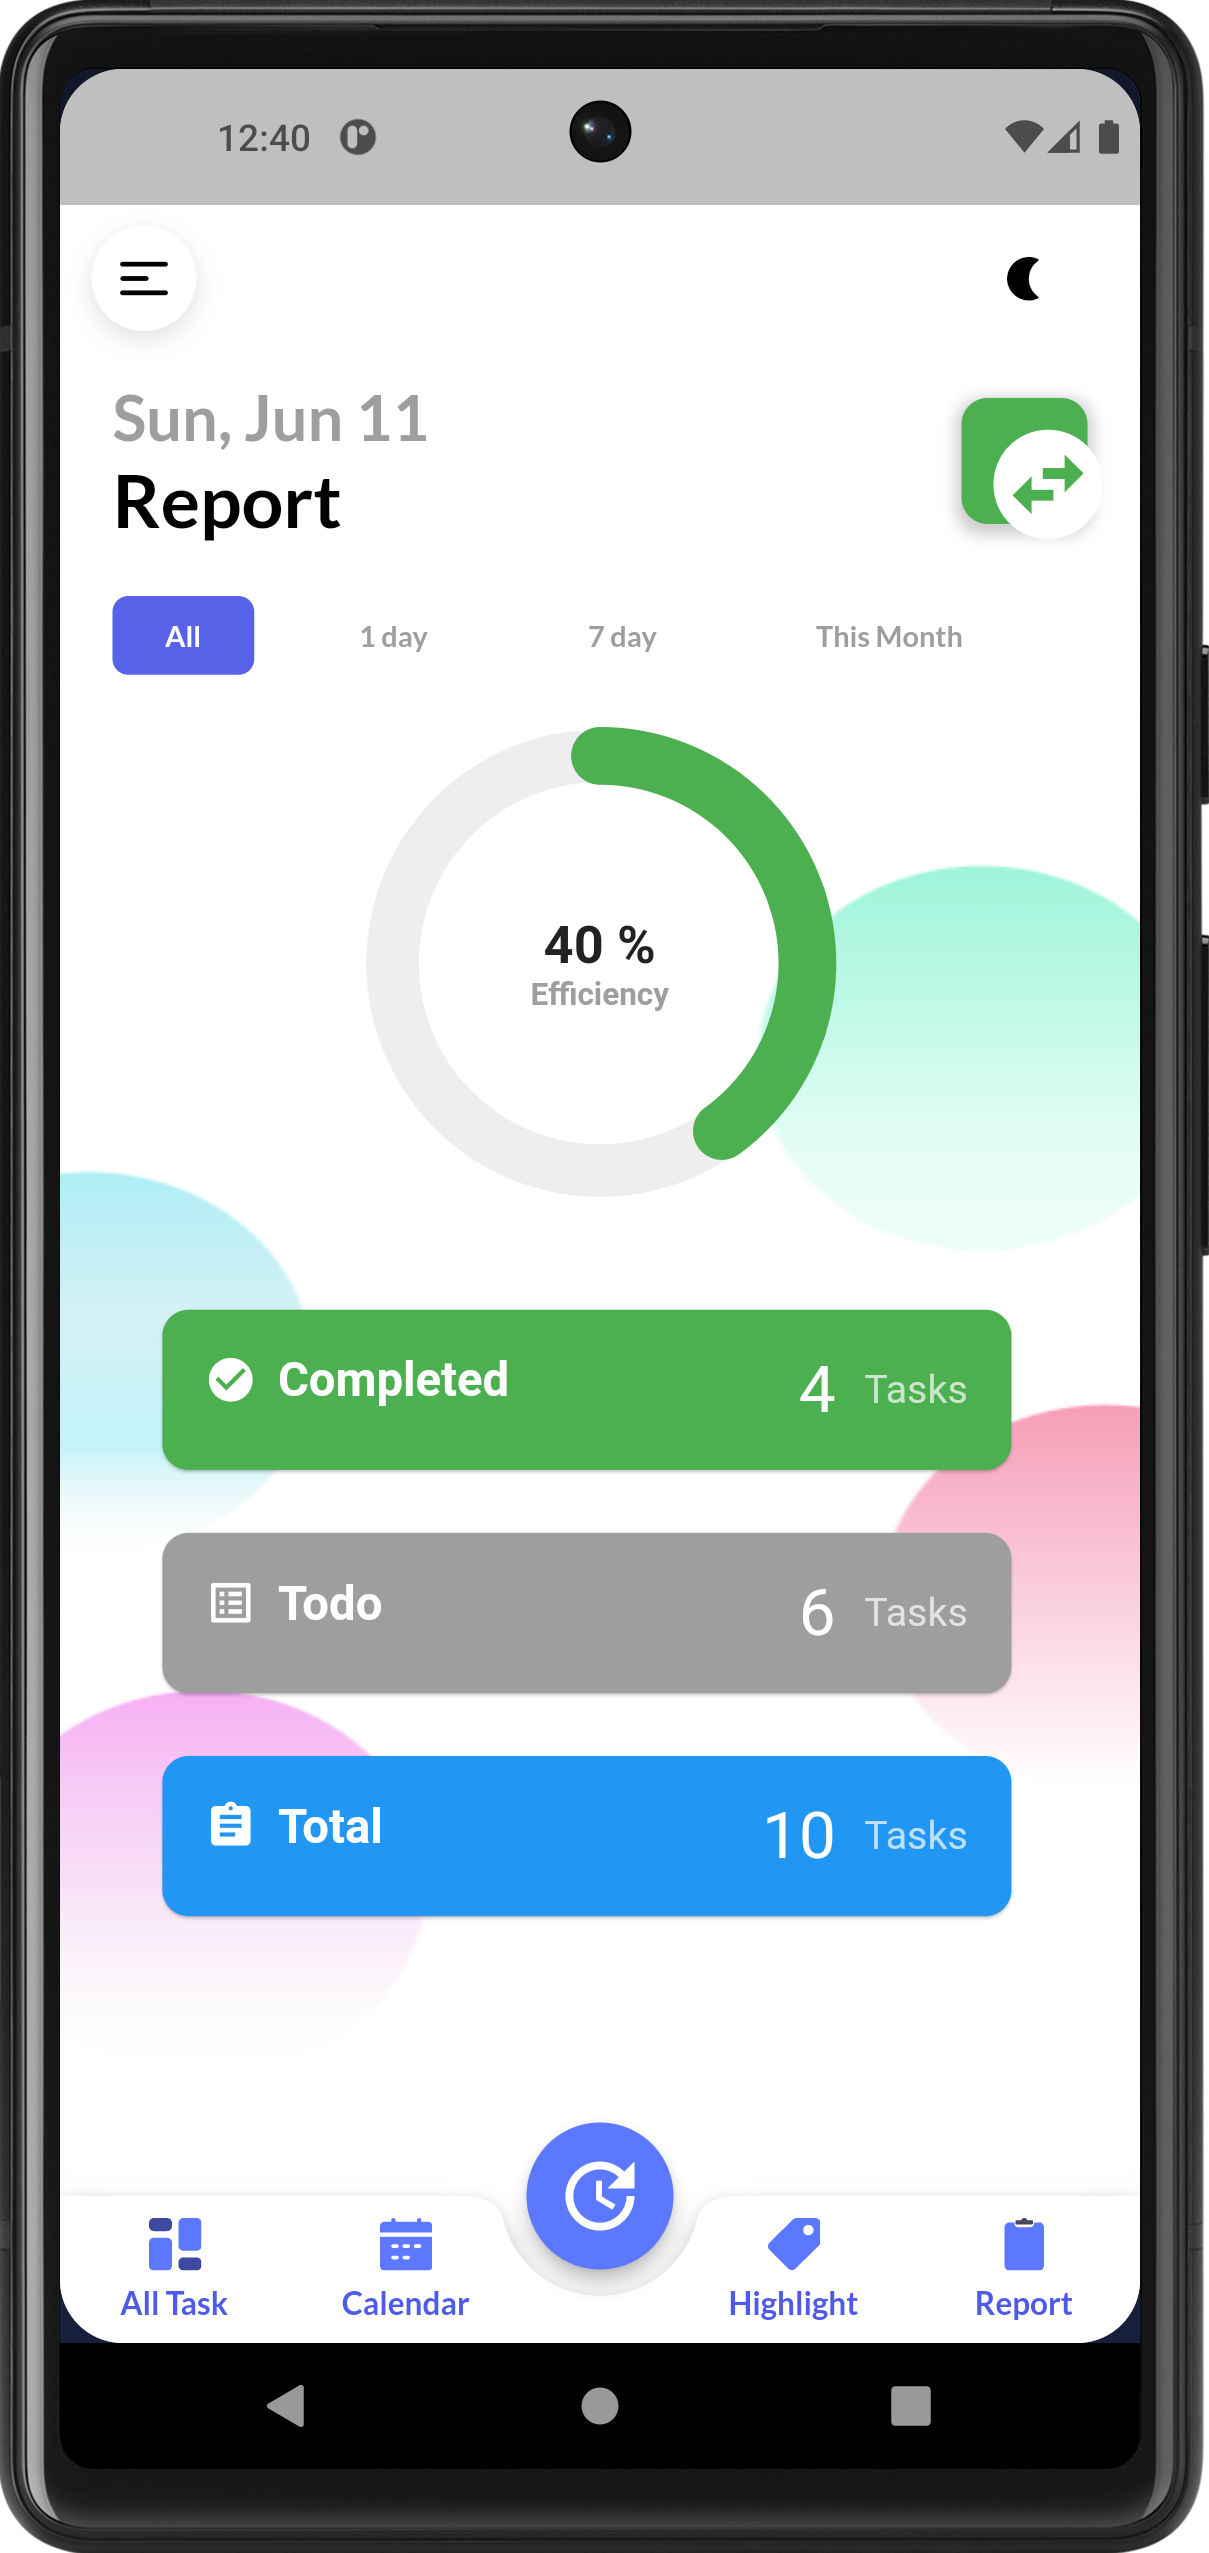 12:40
Sun, Jun 11
Report
All 1 day 7 day This Month
40 %
Efficiency
Completed 4 Tasks
Todo 6 Tasks
Total 10 Tasks
All Task Calendar Highlight Report